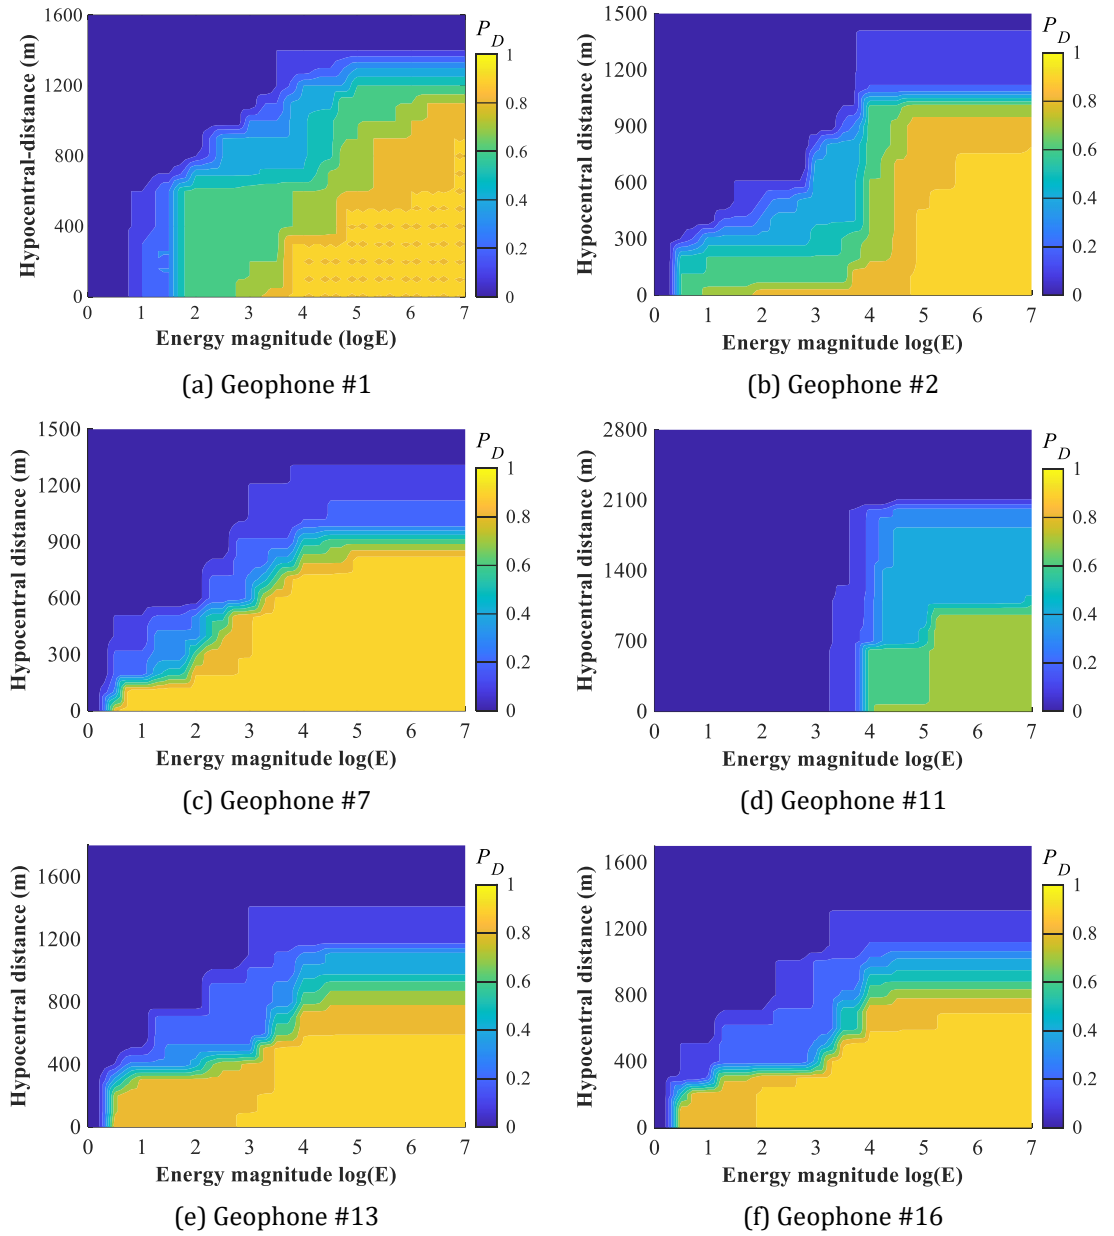 1600
1200
800
400
0
Hypocentral-distance (m)
0 1 2 3 4 5 6 7
Energy magnitude (logE)
P_D
1
0.8
0.6
0.4
0.2
0
(a) Geophone #1
1500
1200
900
600
300
0
Hypocentral distance (m)
0 1 2 3 4 5 6 7
Energy magnitude log(E)
P_D
1
0.8
0.6
0.4
0.2
0
(b) Geophone #2
1500
1200
900
600
300
0
Hypocentral distance (m)
0 1 2 3 4 5 6 7
Energy magnitude log(E)
P_D
1
0.8
0.6
0.4
0.2
0
(c) Geophone #7
2800
2100
1400
700
0
Hypocentral distance (m)
0 1 2 3 4 5 6 7
Energy magnitude log(E)
P_D
1
0.8
0.6
0.4
0.2
0
(d) Geophone #11
1600
1200
800
400
0
Hypocentral distance (m)
0 1 2 3 4 5 6 7
Energy magnitude log(E)
P_D
1
0.8
0.6
0.4
0.2
0
(e) Geophone #13
1600
1200
800
400
0
Hypocentral distance (m)
0 1 2 3 4 5 6 7
Energy magnitude log(E)
P_D
1
0.8
0.6
0.4
0.2
0
(f) Geophone #16